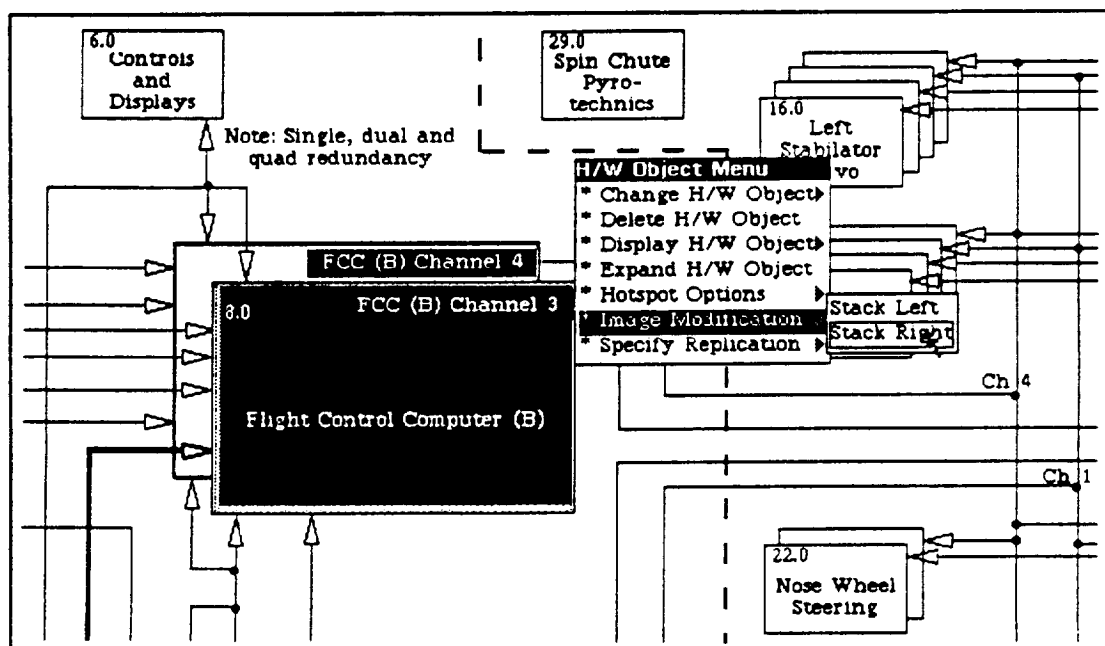 6.0
Controls
and
Displays
Note: Single, dual and
quad redundancy
29.0
Spin Chute
Pyro-
technics
16.0
Left
Stabilator
vo
H/W Object Menu
* Change H/W Object
* Delete H/W Object
* Display H/W Object
* Expand H/W Object
* Hotspot Options
* Image Modification
* Specify Replication
Stack Left
Stack Right
FCC (B) Channel 4
FCC (B) Channel 3
8.0
Flight Control Computer (B)
Ch 4
Ch 1
22.0
Nose Wheel
Steering